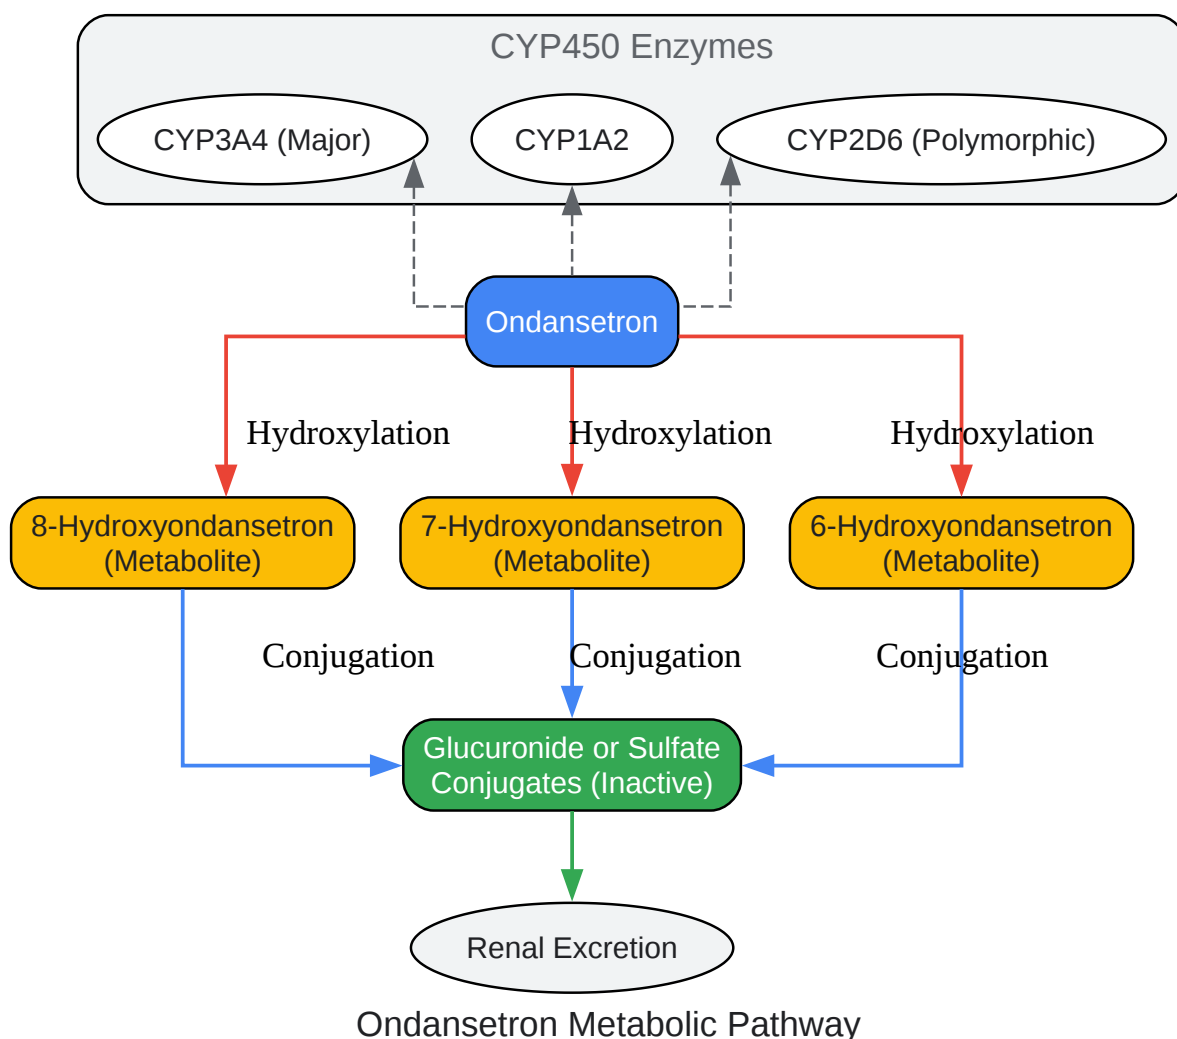 CYP450 Enzymes
CYP3A4 (Major)
CYP1A2
CYP2D6 (Polymorphic)
Ondansetron
Hydroxylation
Hydroxylation
Hydroxylation
8-Hydroxyondansetron
(Metabolite)
7-Hydroxyondansetron
(Metabolite)
6-Hydroxyondansetron
(Metabolite)
Conjugation
Conjugation
Conjugation
Glucuronide or Sulfate
Conjugates (Inactive)
Renal Excretion
Ondansetron Metabolic Pathway